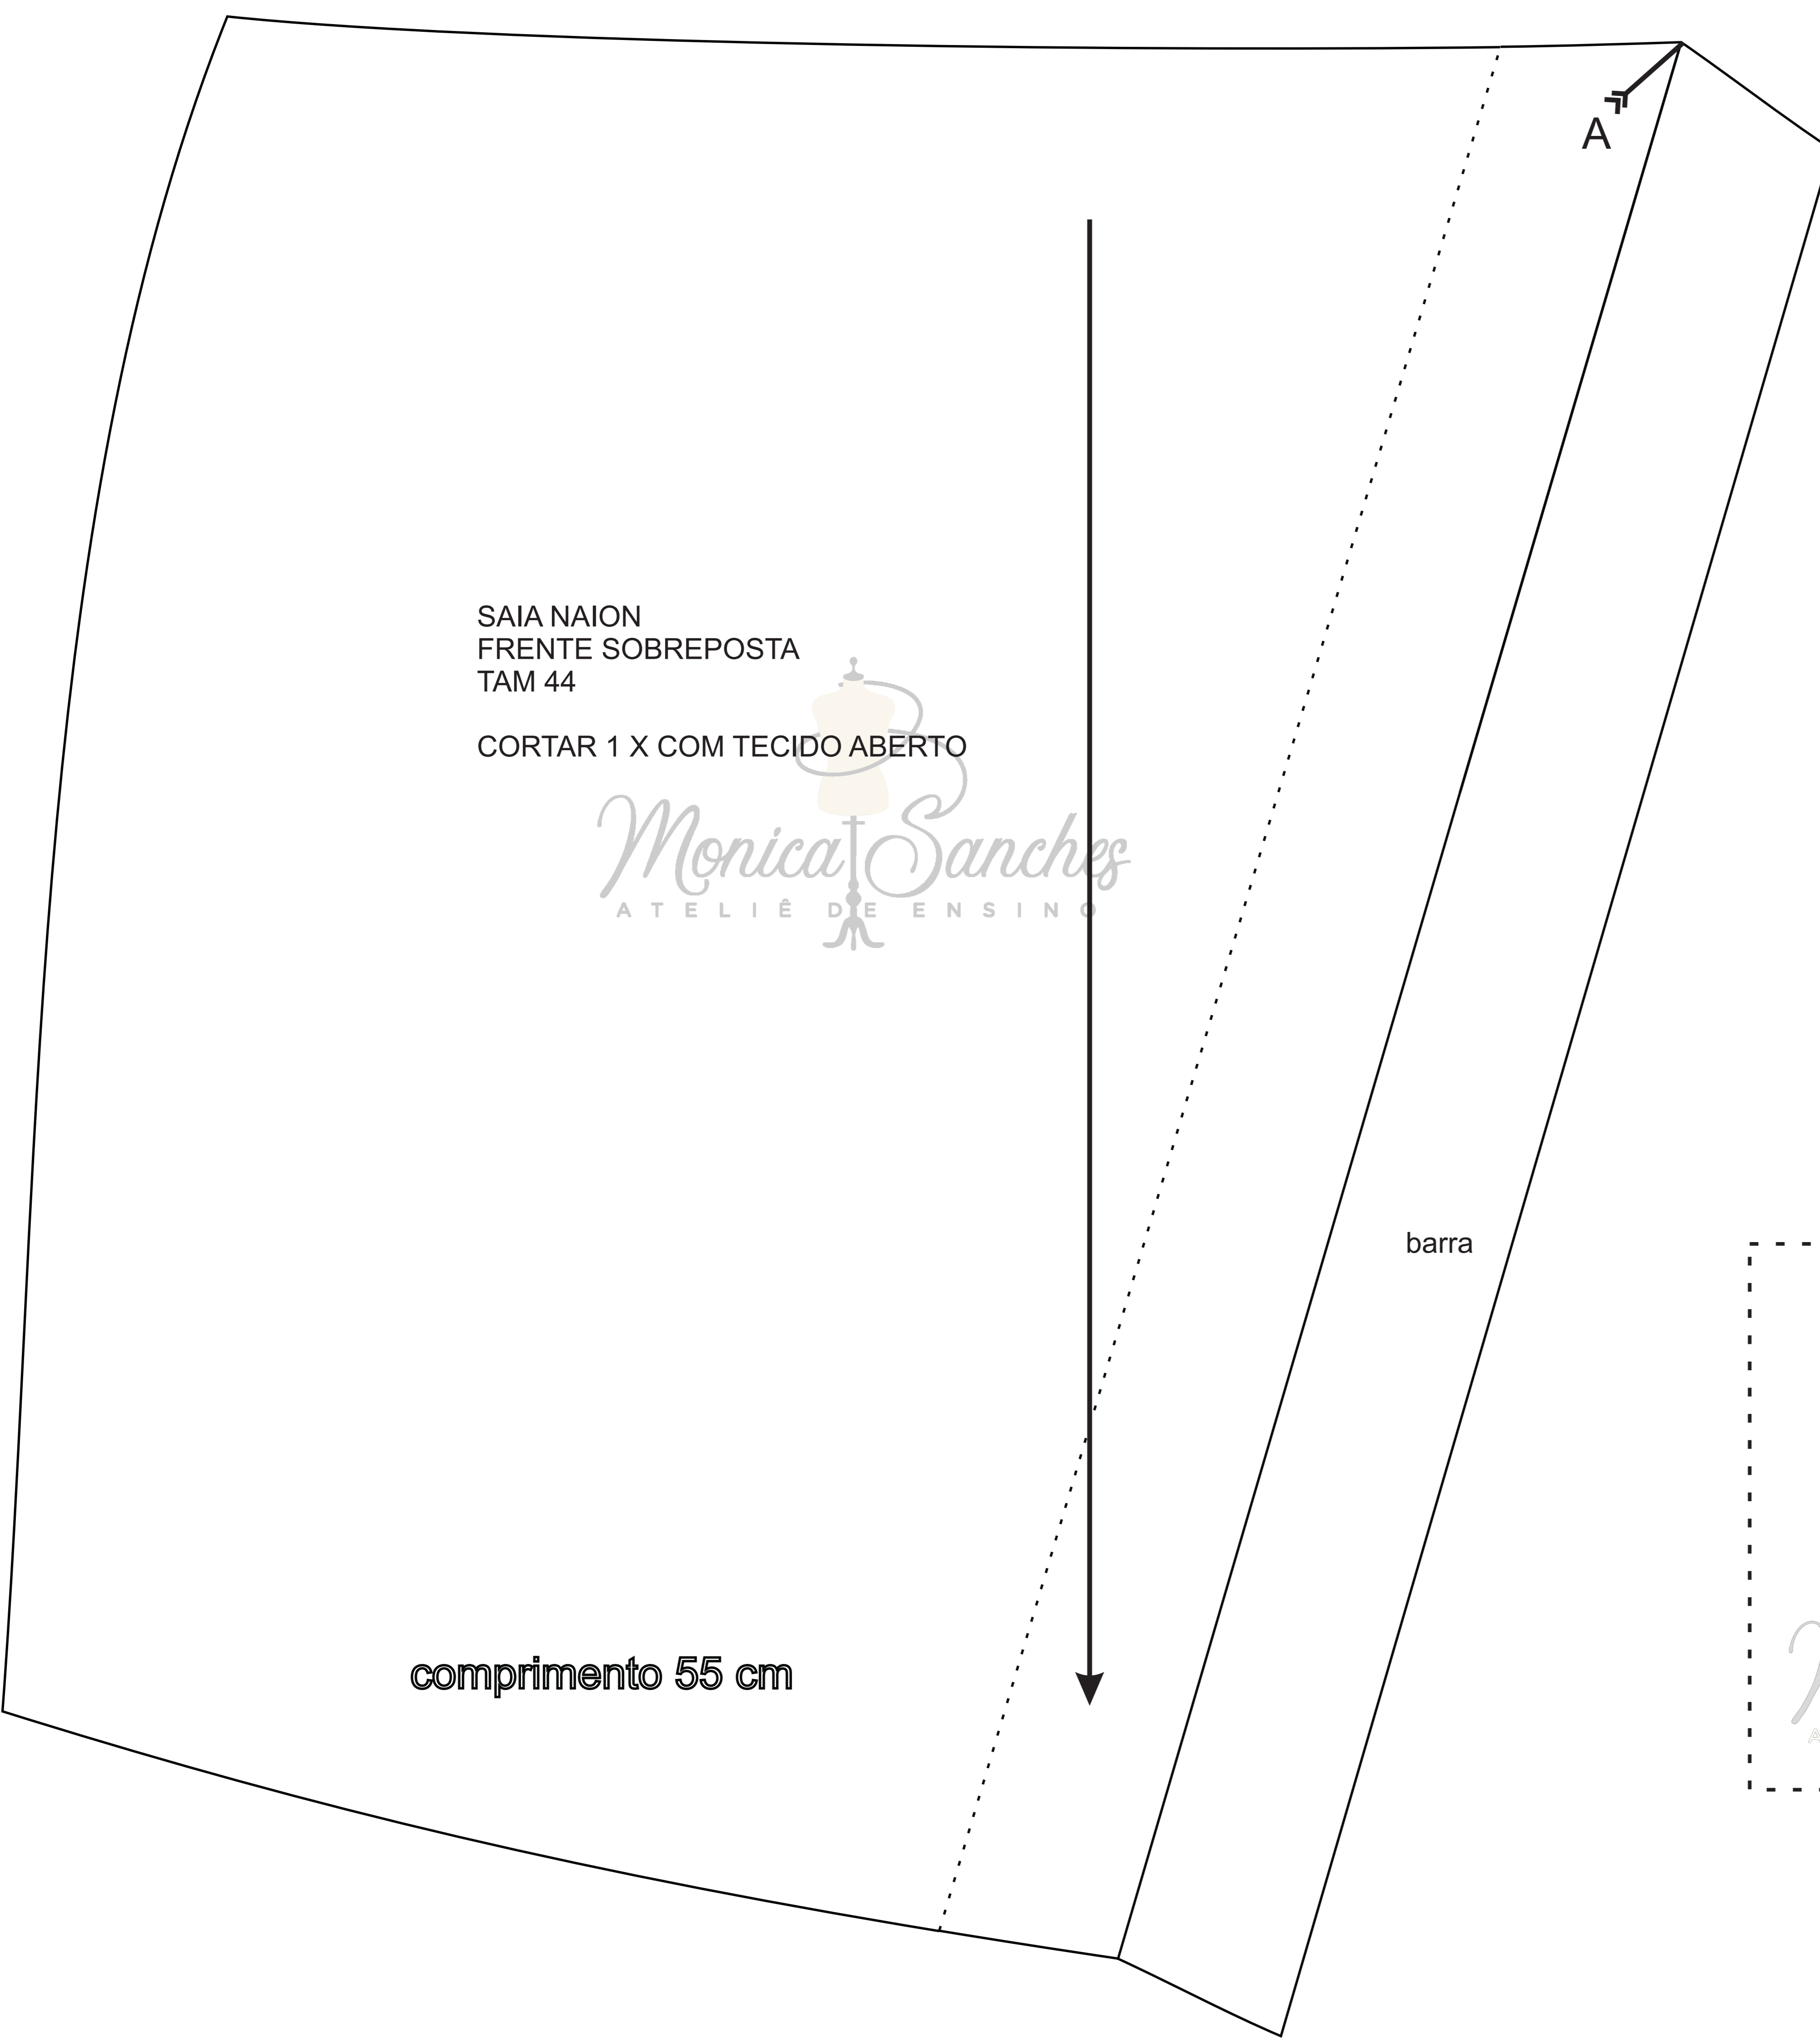 A
SAIA NAION
FRENTE SOBREPOSTA
TAM 44
CORTAR 1 X COM TECIDO ABERTO
Monica Sanches
ATELIÊ DE ENSINO
barra
comprimento 55 cm